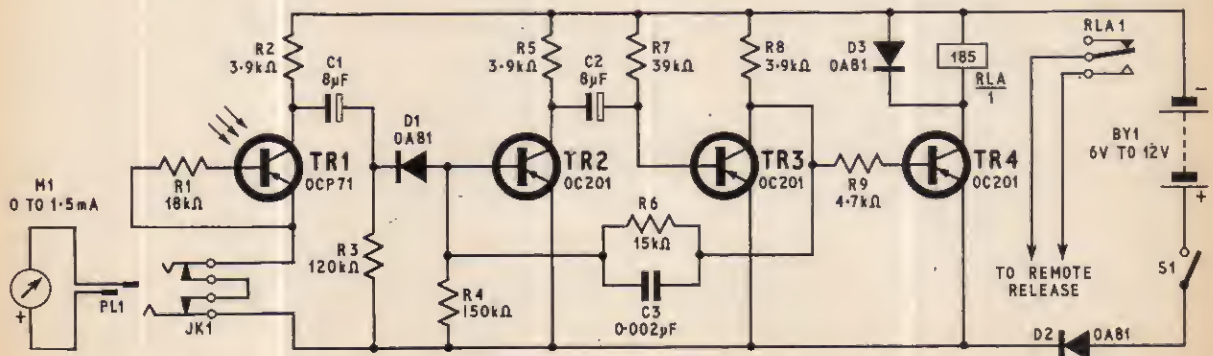 R2
3·9kΩ
C1
8μF
R5
3·9kΩ
C2
8μF
R7
39kΩ
R8
3·9kΩ
D3
OA81
185
RLA
1
RLA1
-
BY1
6V TO 12V
+
D1
OA81
TR1
OCP71
TR2
OC201
TR3
OC201
TR4
OC201
R1
18kΩ
R9
4·7kΩ
M1
0 TO 1·5mA
+
PL1
JK1
R3
120kΩ
R4
150kΩ
R6
15kΩ
C3
0·002μF
TO REMOTE
RELEASE
S1
D2
OA81